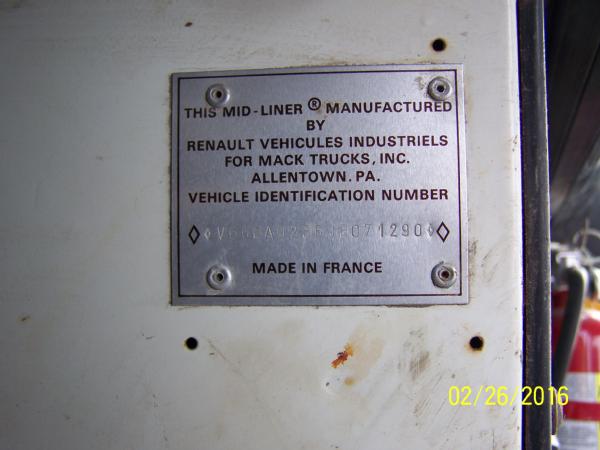 THIS MID-LINER ® MANUFACTURED
BY
RENAULT VEHICULES INDUSTRIELS
FOR MACK TRUCKS, INC.
ALLENTOWN. PA.
VEHICLE IDENTIFICATION NUMBER
MADE IN FRANCE
02/26/2016